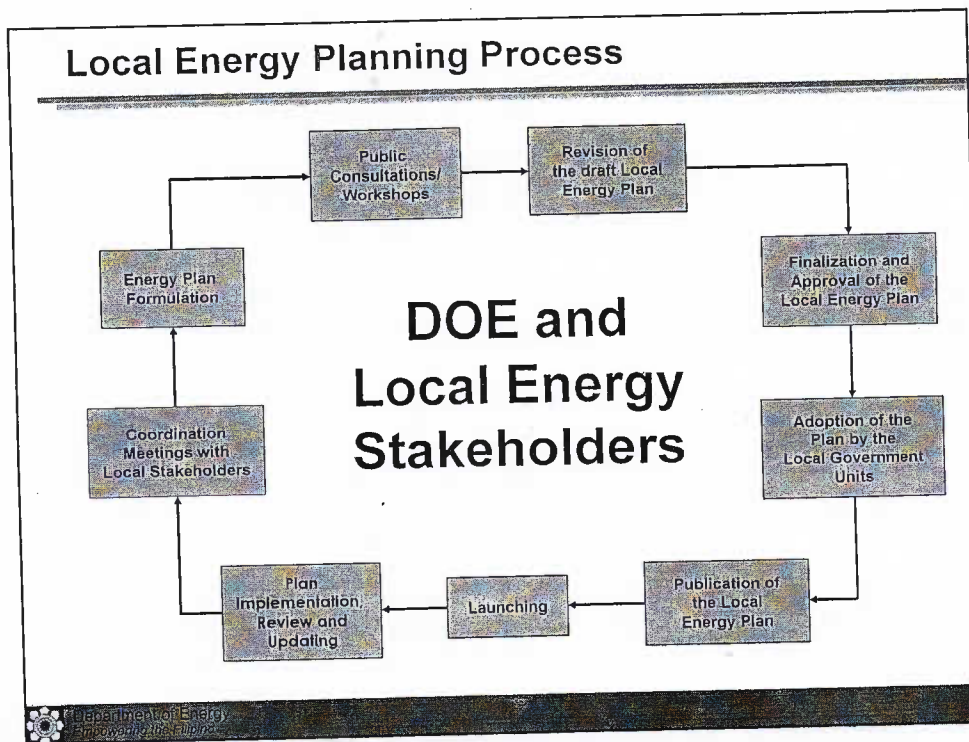 Local Energy Planning Process
Public
Consultations/
Workshops
Revision of
the draft Local
Energy Plan
Energy Plan
Formulation
Finalization and
Approval of the
Local Energy Plan
DOE and
Local Energy
Stakeholders
Coordination
Meetings with
Local Stakeholders
Adoption of the
Plan by the
Local Government
Units
Plan
Implementation,
Review and
Updating
Launching
Publication of
the Local
Energy Plan
Department of Energy
Empowering the Filipino